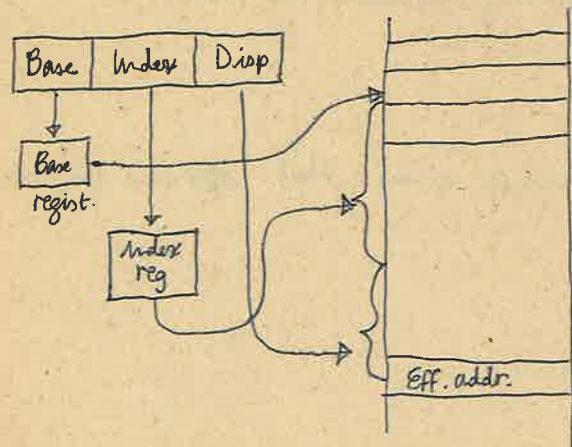 Base Index Disp
Base
regist.
Index
reg
Eff. addr.